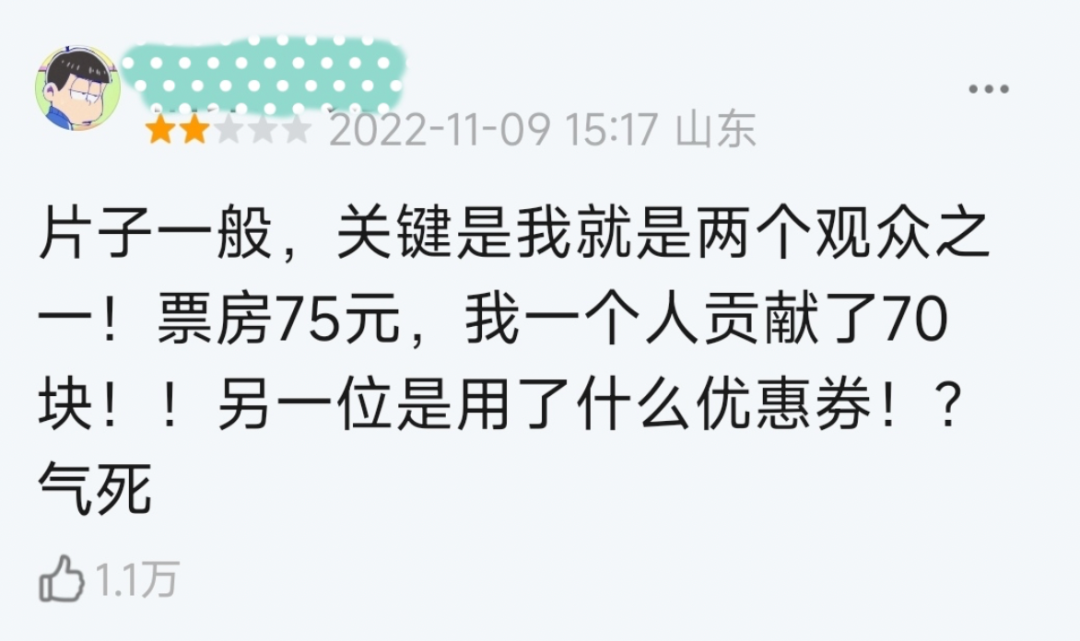 2022-11-09 15:17 山东
片子一般，关键是我就是两个观众之
一！票房75元，我一个人贡献了70
块！！另一位是用了什么优惠券！？
气死
1.1万